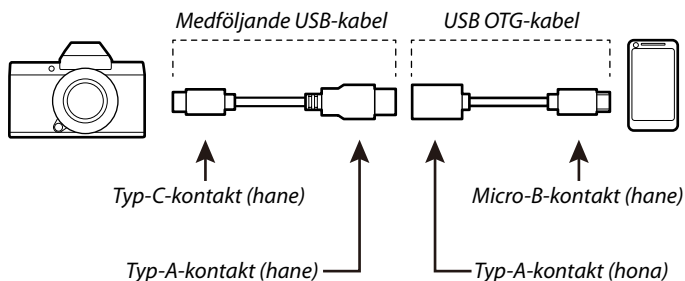 Medföljande USB-kabel
USB OTG-kabel
Typ-C-kontakt (hane)
Micro-B-kontakt (hane)
Typ-A-kontakt (hane)
Typ-A-kontakt (hona)